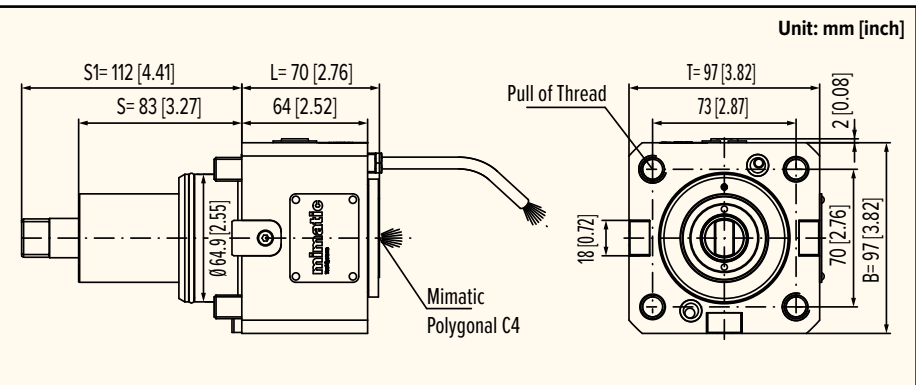 Unit: mm [inch]
S1= 112 [4.41]
L= 70 [2.76]
T= 97 [3.82]
S= 83 [3.27]
64 [2.52]
Pull of Thread
73 [2.87]
2 [0.08]
Ø 64.9 [2.55]
mimatic
18 [0.72]
70 [2.76]
B= 97 [3.82]
Mimatic
Polygonal C4